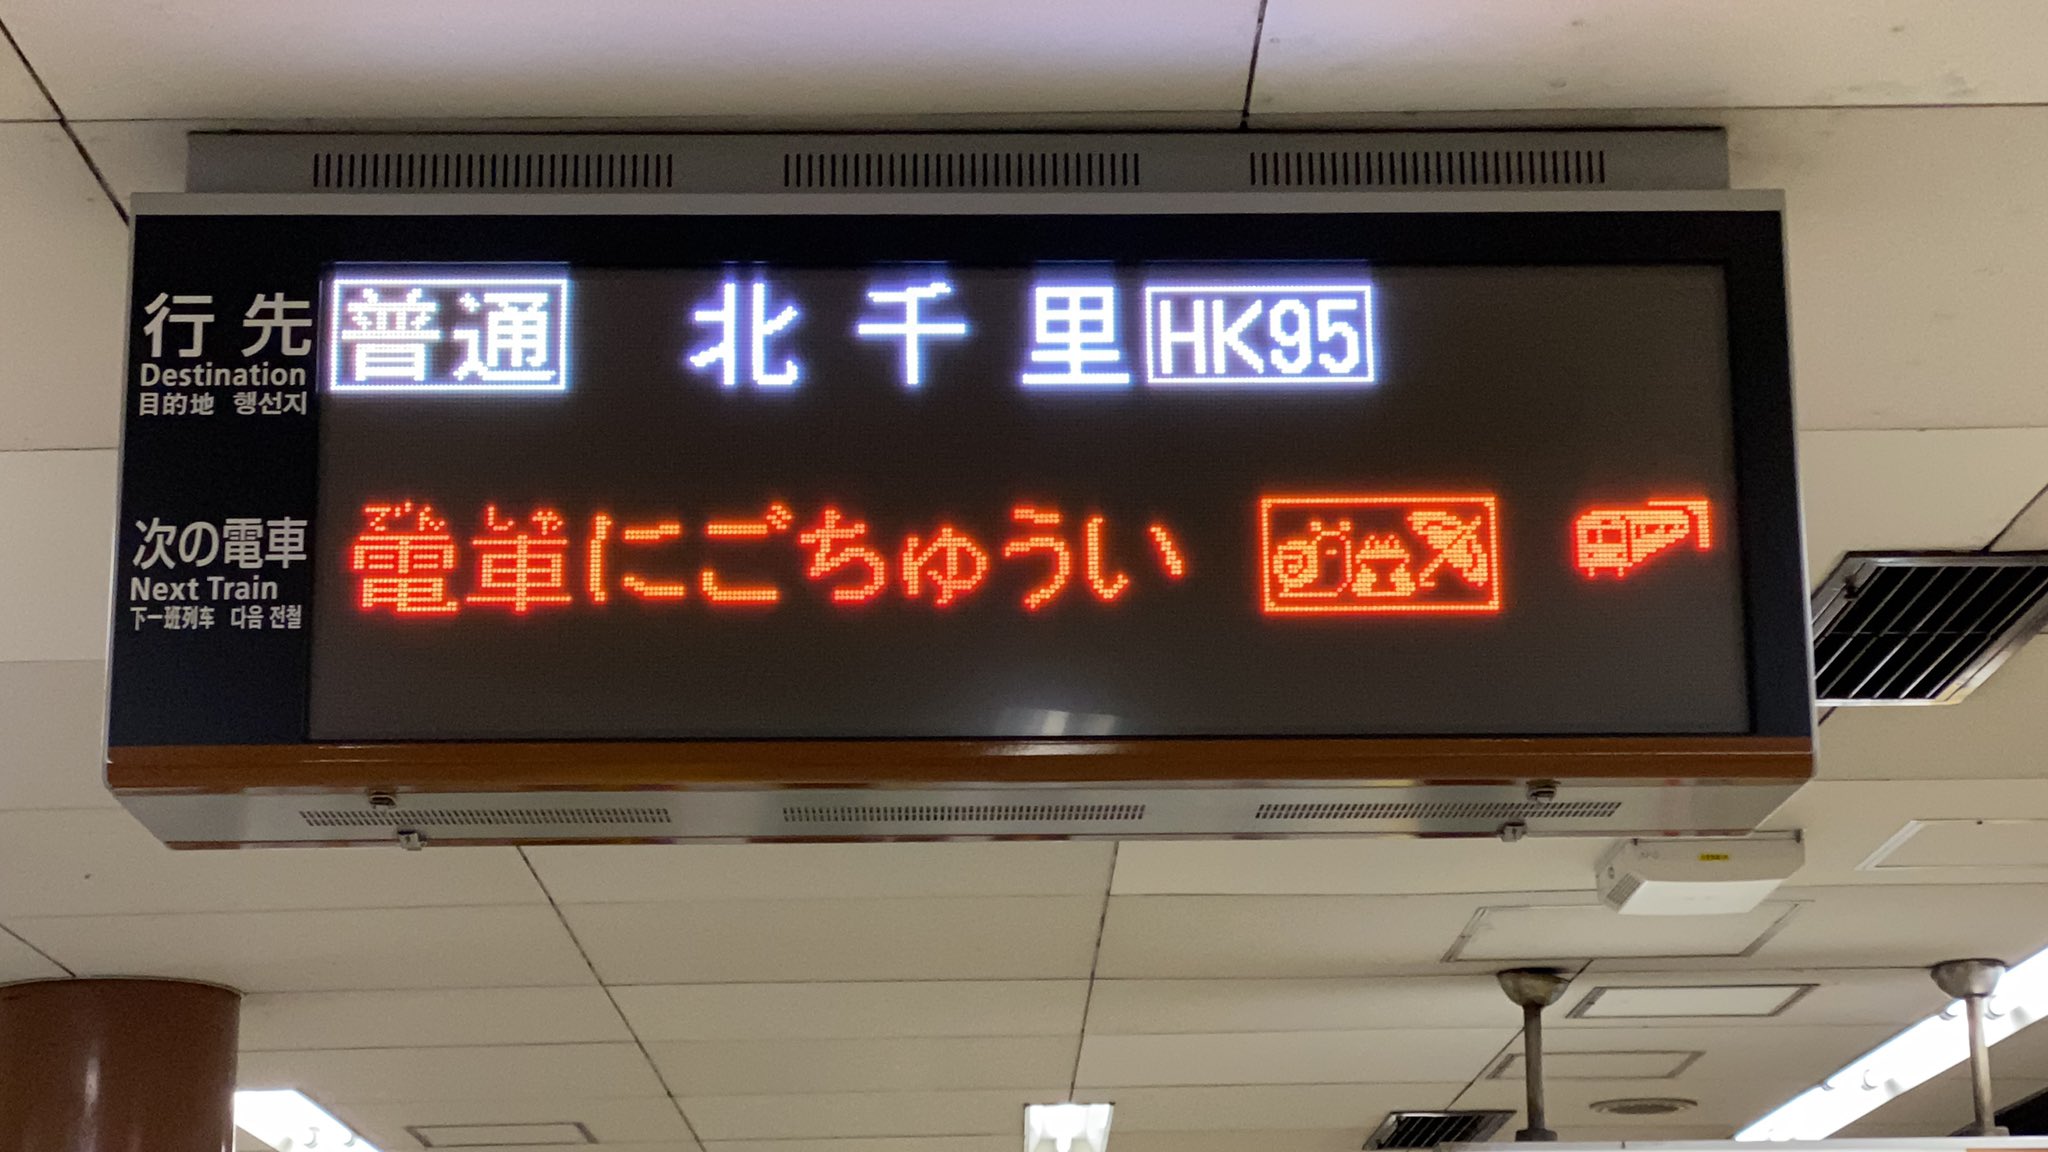 行先 普通 北千里 HK95
Destination
目的地 행선지
でん しゃ
次の電車 電車にごちゅうい
Next Train
下一班列车 다음 전철